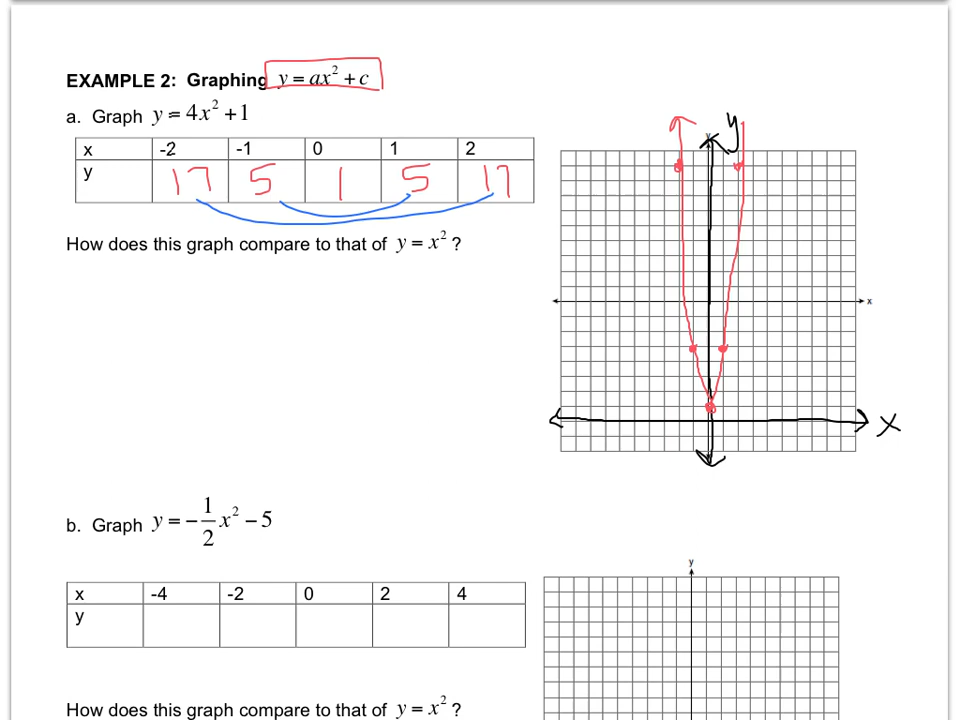 EXAMPLE 2: Graphing y = ax² + c
a. Graph y = 4x² + 1
x -2 -1 0 1 2
y 17 5 1 5 17
How does this graph compare to that of y = x² ?
y y
x
X
b. Graph y = -1/2 x² - 5
x -4 -2 0 2 4
y
y
How does this graph compare to that of y = x² ?